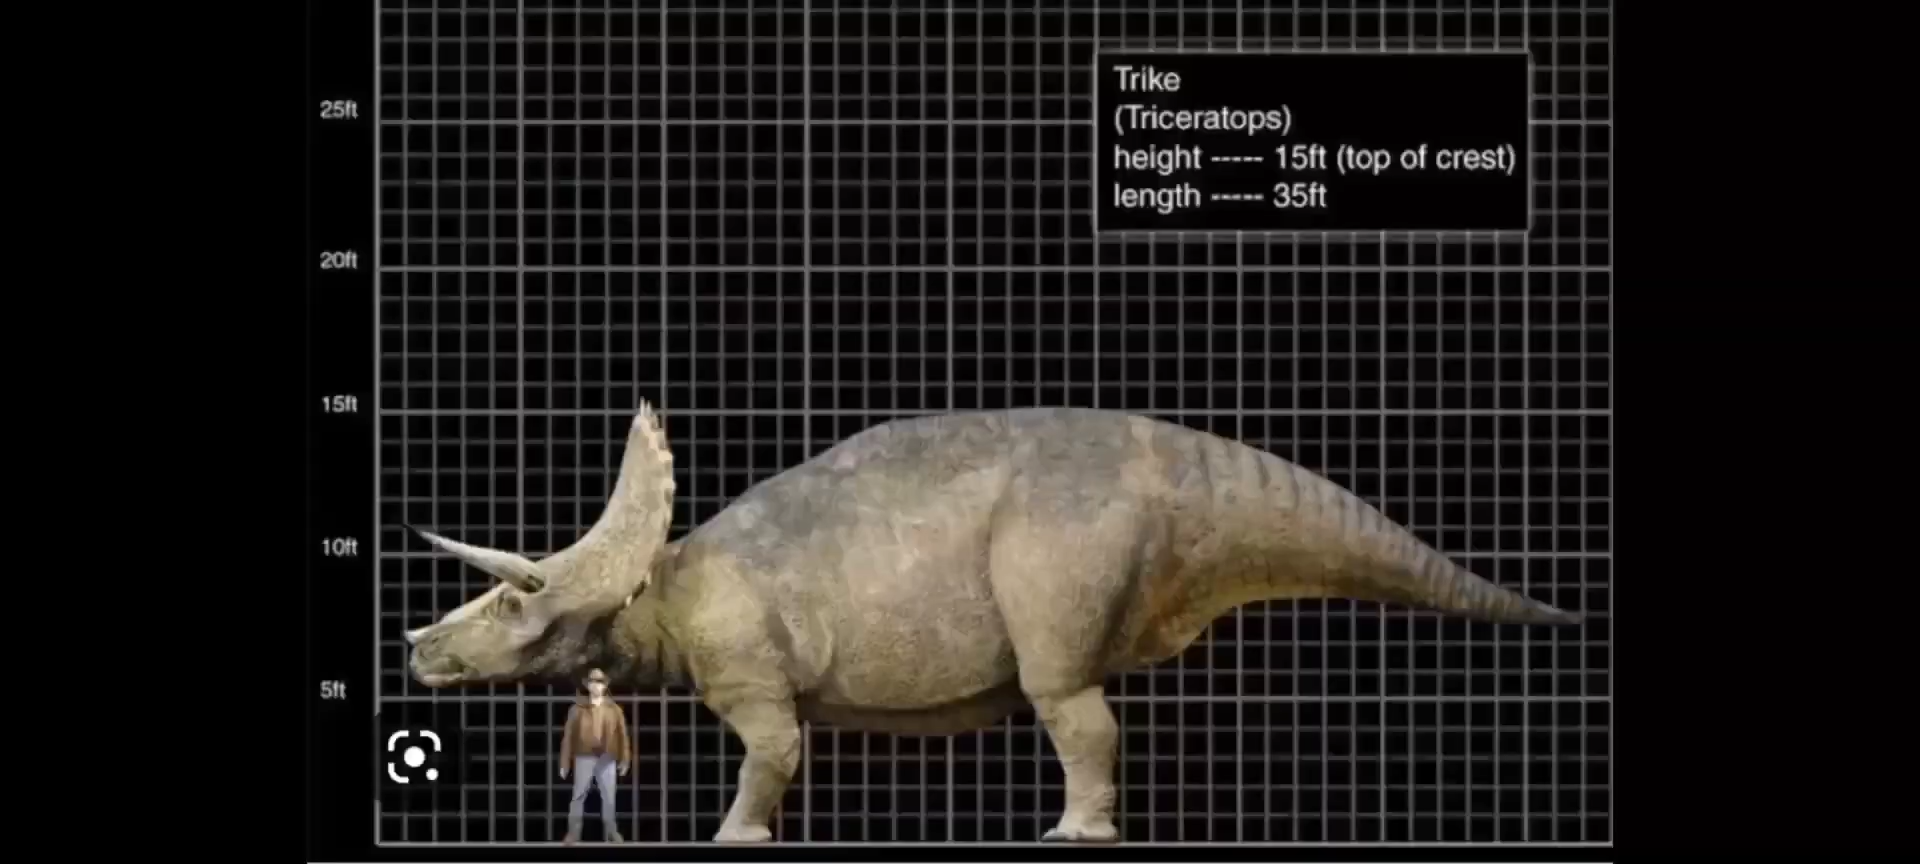 Trike
(Triceratops)
height ----- 15ft (top of crest)
length ----- 35ft
25ft
20ft
15ft
10ft
5ft